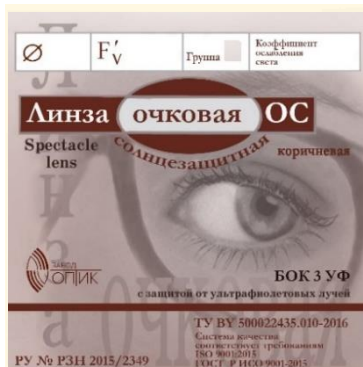 Ø
F'v
Группа
Коэффициент
ослабления
света
Линза очковая ОС
солнцезащитная
Spectacle
lens
коричневая
Линза
ЗАВОД
ОПТИК
БОК 3 УФ
с защитой от ультрафиолетовых лучей
ТУ BY 500022435.010-2016
Система качества
соответствует требованиям
ISO 9001:2015
ГОСТ Р ИСО 9001-2015
РУ № РЗН 2015/2349